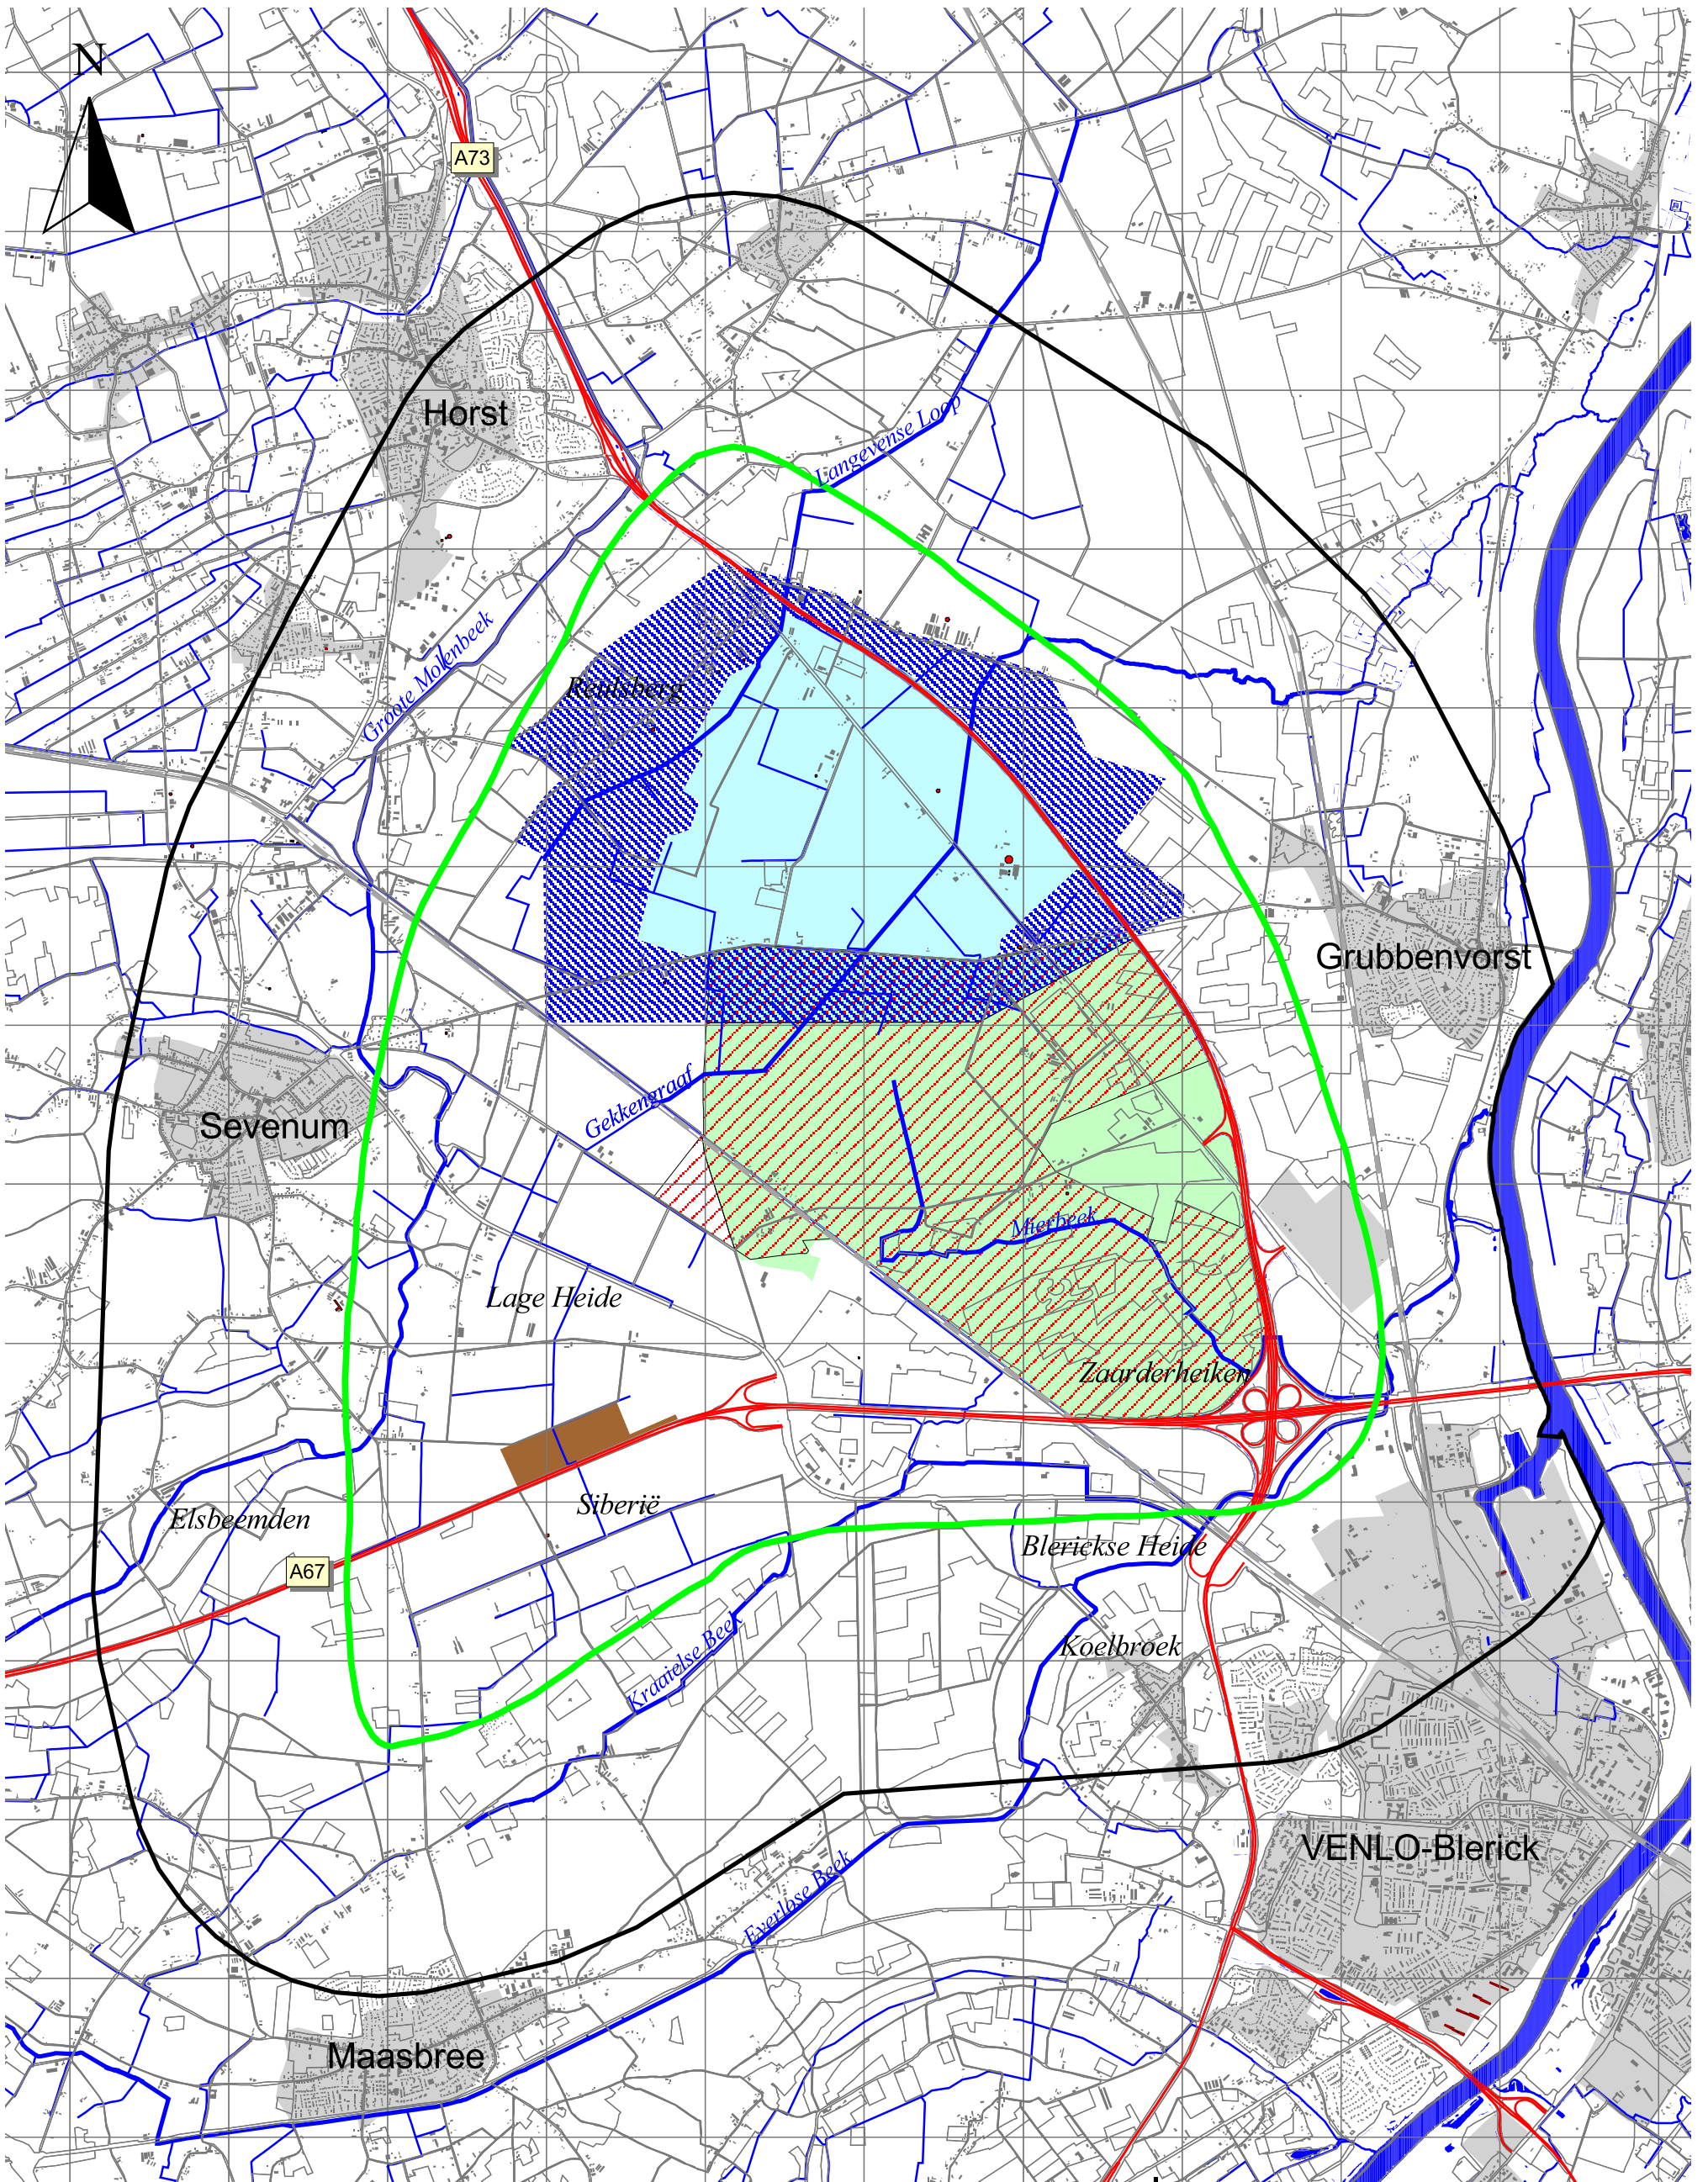 N
A73
Horst
Langevense Loop
Groote Molenbeek
Reulsberg
Grubbenvorst
Gekkengraaf
Sevenum
Mierbeek
Lage Heide
Zaarderheiken
Siberië
Elsbeemden
Blerickse Heide
A67
Kraaielse Beek
Koelbroek
VENLO-Blerick
Everlose Beek
Maasbree